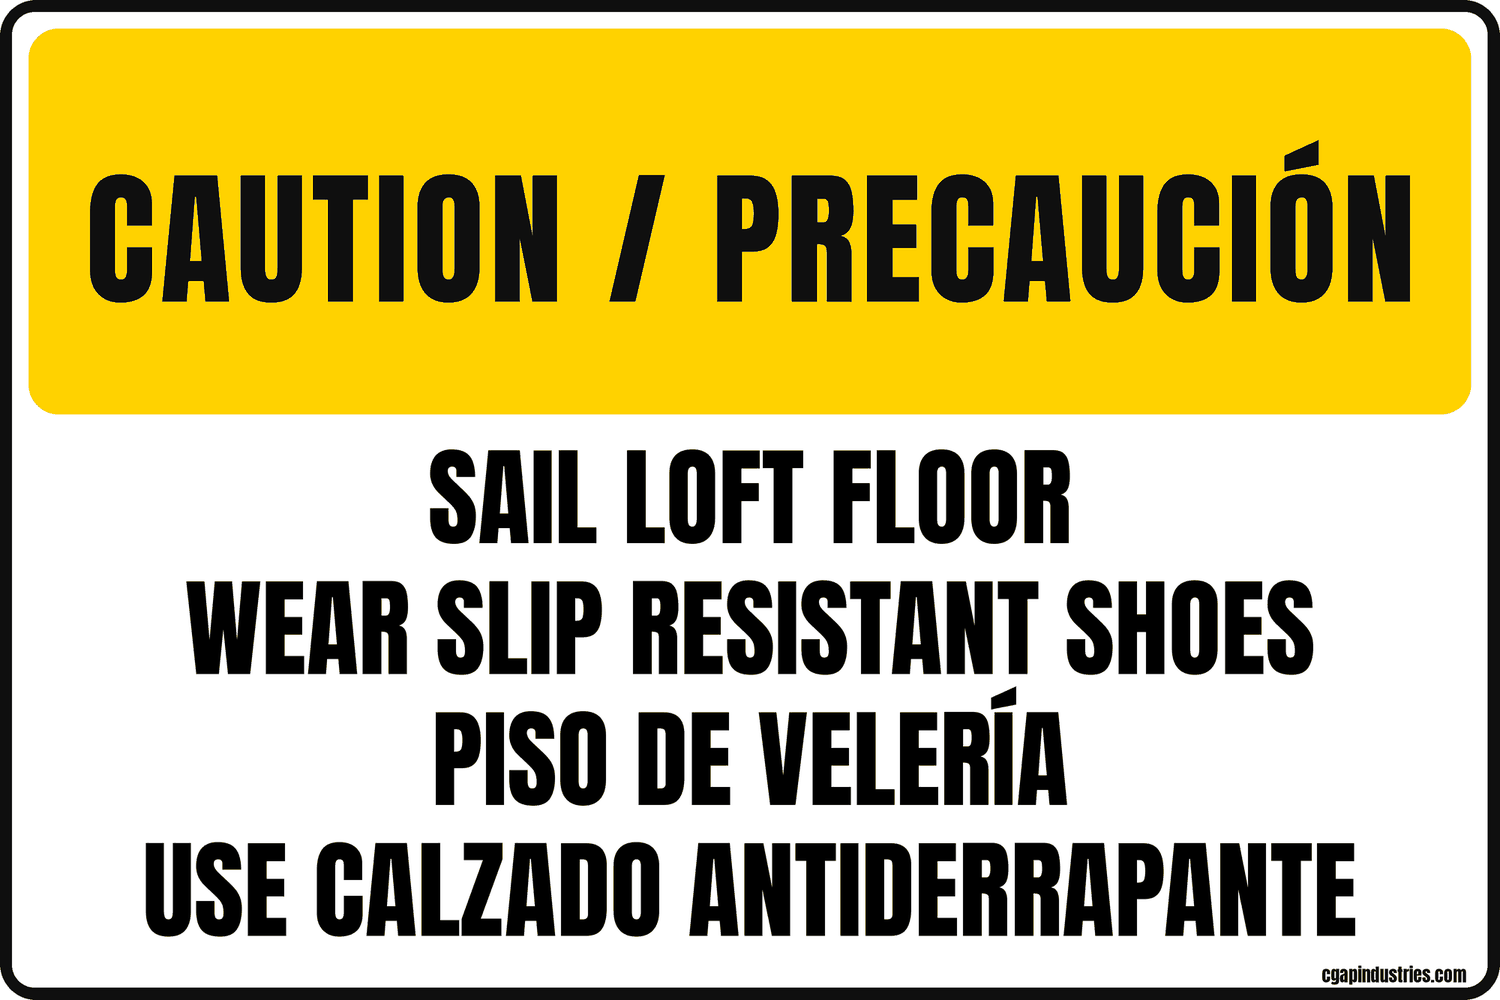 CAUTION / PRECAUCIÓN
SAIL LOFT FLOOR
WEAR SLIP RESISTANT SHOES
PISO DE VELERÍA
USE CALZADO ANTIDERRAPANTE
cgapindustries.com